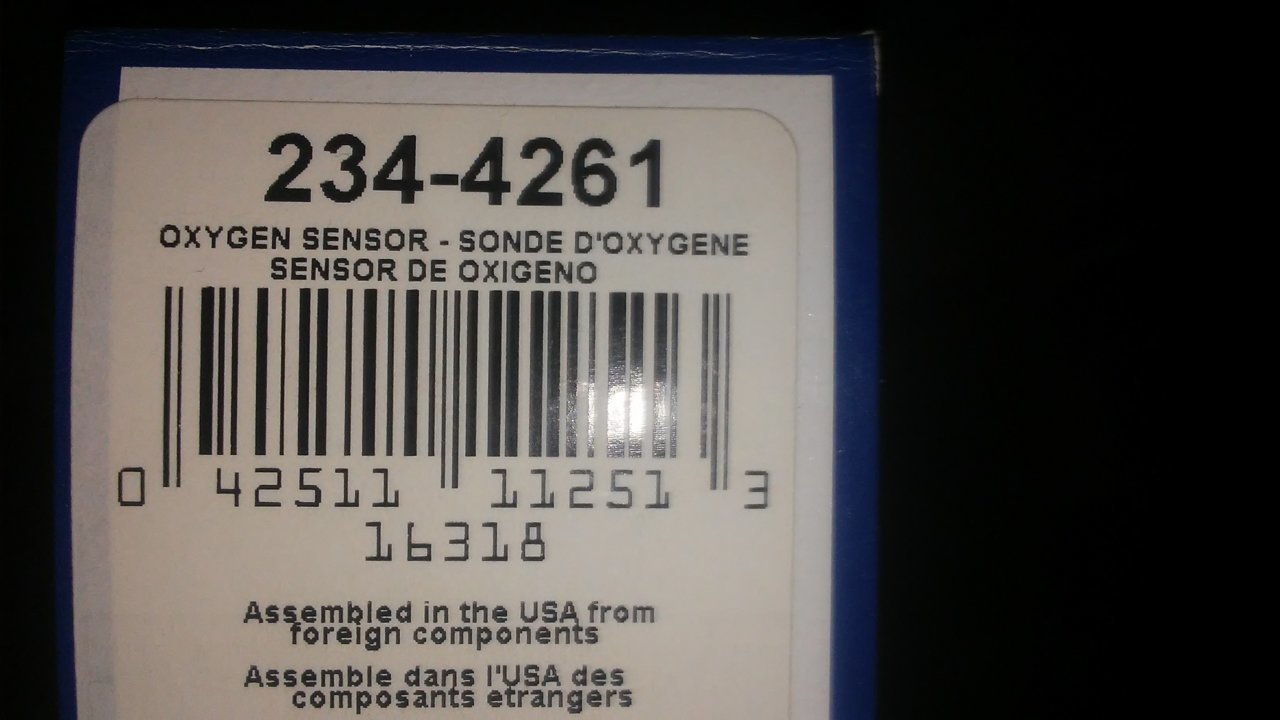 234-4261
OXYGEN SENSOR - SONDE D'OXYGENE
SENSOR DE OXIGENO
0 42511 11251 3
16318
Assembled in the USA from
foreign components
Assemble dans l'USA des
composants etrangers